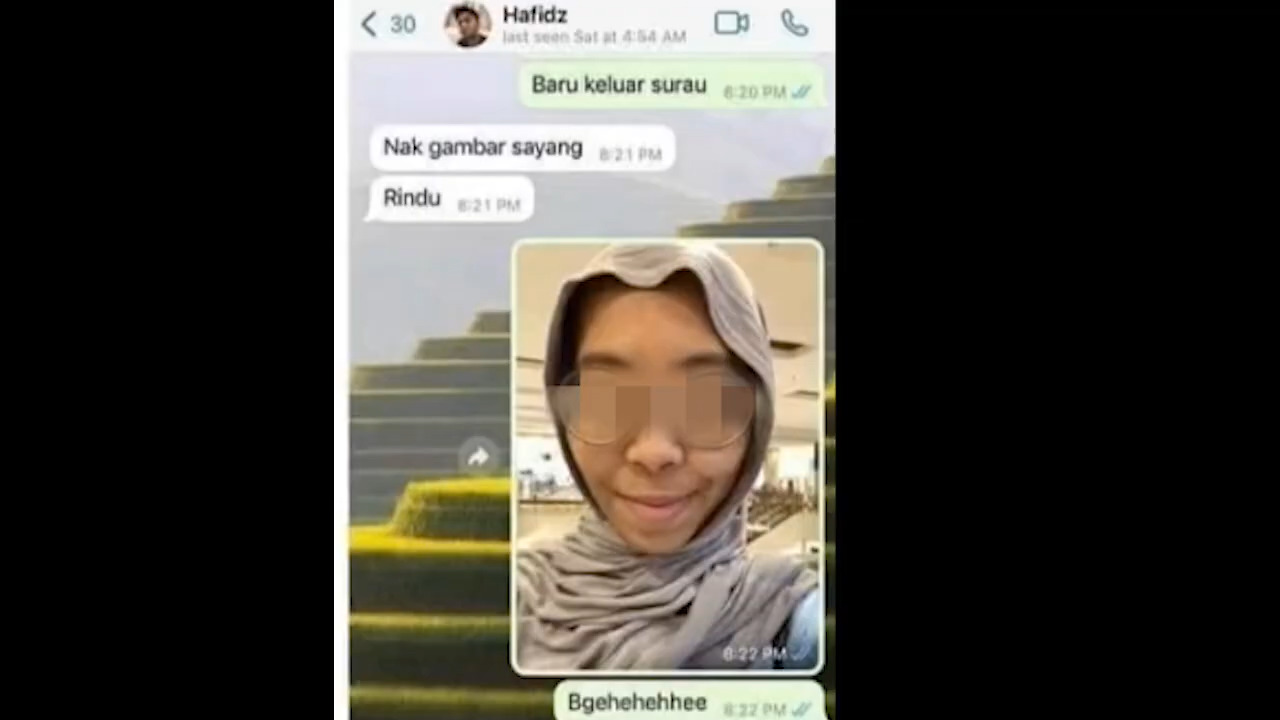 30
Hafidz
last seen Sat at 4:54 AM
Baru keluar surau 8:20 PM
Nak gambar sayang 8:21 PM
Rindu 8:21 PM
8:22 PM
Bgehehehhee 8:22 PM